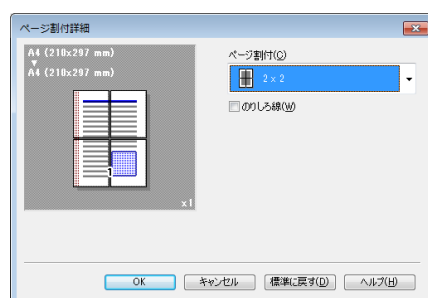 ページ割付詳細
A4 (210x297 mm)
▼
A4 (210x297 mm)
1
x1
ページ割付(C)
2 x 2
のりしろ線(W)
OK
キャンセル
標準に戻す(D)
ヘルプ(H)